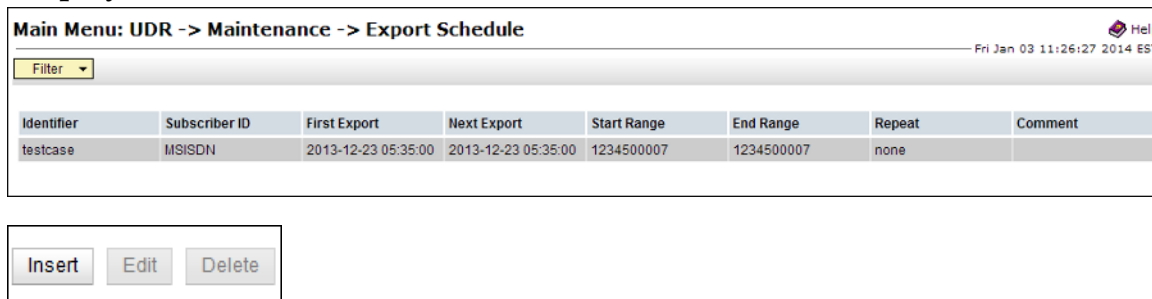 Main Menu: UDR -> Maintenance -> Export Schedule
Hel
Fri Jan 03 11:26:27 2014 ES
Filter
Identifier Subscriber ID First Export Next Export Start Range End Range Repeat Comment
testcase MSISDN 2013-12-23 05:35:00 2013-12-23 05:35:00 1234500007 1234500007 none
Insert Edit Delete